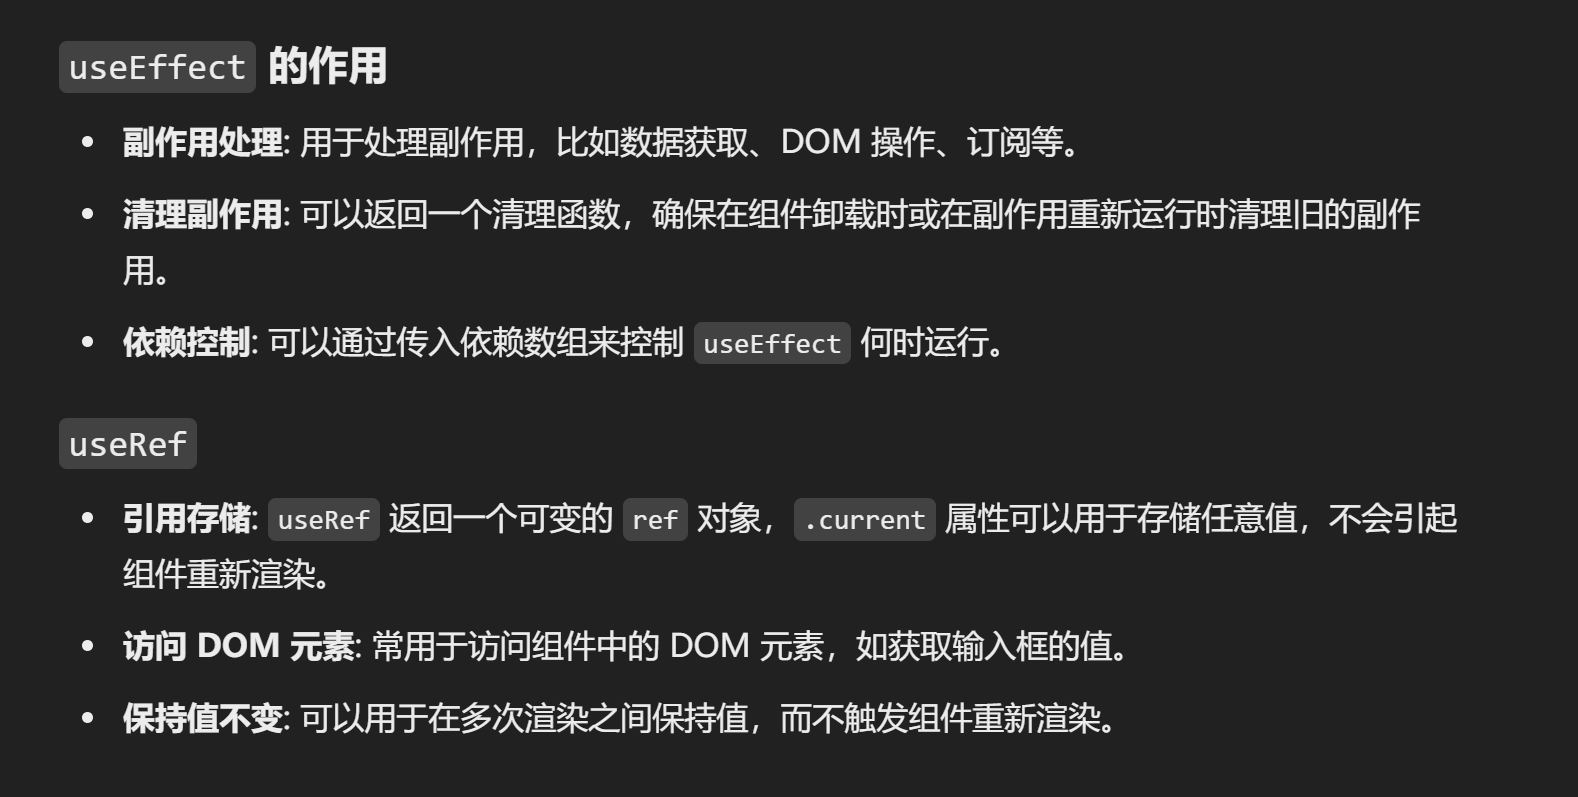 useEffect 的作用
• 副作用处理: 用于处理副作用，比如数据获取、DOM 操作、订阅等。
• 清理副作用: 可以返回一个清理函数，确保在组件卸载时或在副作用重新运行时清理旧的副作
用。
• 依赖控制: 可以通过传入依赖数组来控制 useEffect 何时运行。
useRef
• 引用存储: useRef 返回一个可变的 ref 对象，.current 属性可以用于存储任意值，不会引起
组件重新渲染。
• 访问 DOM 元素: 常用于访问组件中的 DOM 元素，如获取输入框的值。
• 保持值不变: 可以用于在多次渲染之间保持值，而不触发组件重新渲染。